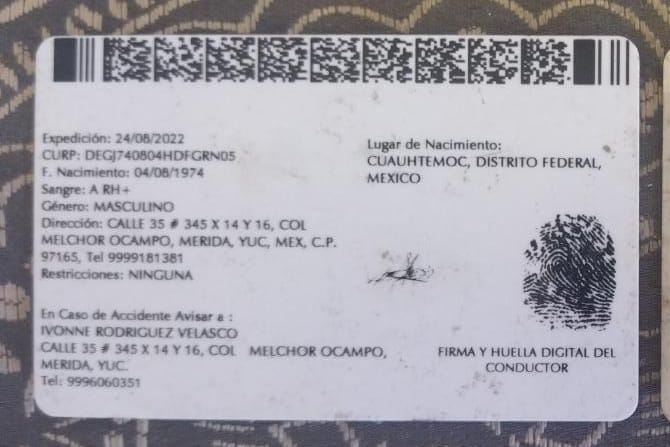 Expedición: 24/08/2022
CURP: DEGJ740804HDFGRN05
F. Nacimiento: 04/08/1974
Sangre: A RH+
Género: MASCULINO
Dirección: CALLE 35 # 345 X 14 Y 16, COL
MELCHOR OCAMPO, MERIDA, YUC, MEX, C.P.
97165, Tel 9999181381
Restricciones: NINGUNA
En Caso de Accidente Avisar a :
IVONNE RODRIGUEZ VELASCO
CALLE 35 # 345 X 14 Y 16, COL MELCHOR OCAMPO,
MERIDA, YUC.
Tel: 9996060351
Lugar de Nacimiento:
CUAUHTEMOC, DISTRITO FEDERAL,
MEXICO
FIRMA Y HUELLA DIGITAL DEL
CONDUCTOR